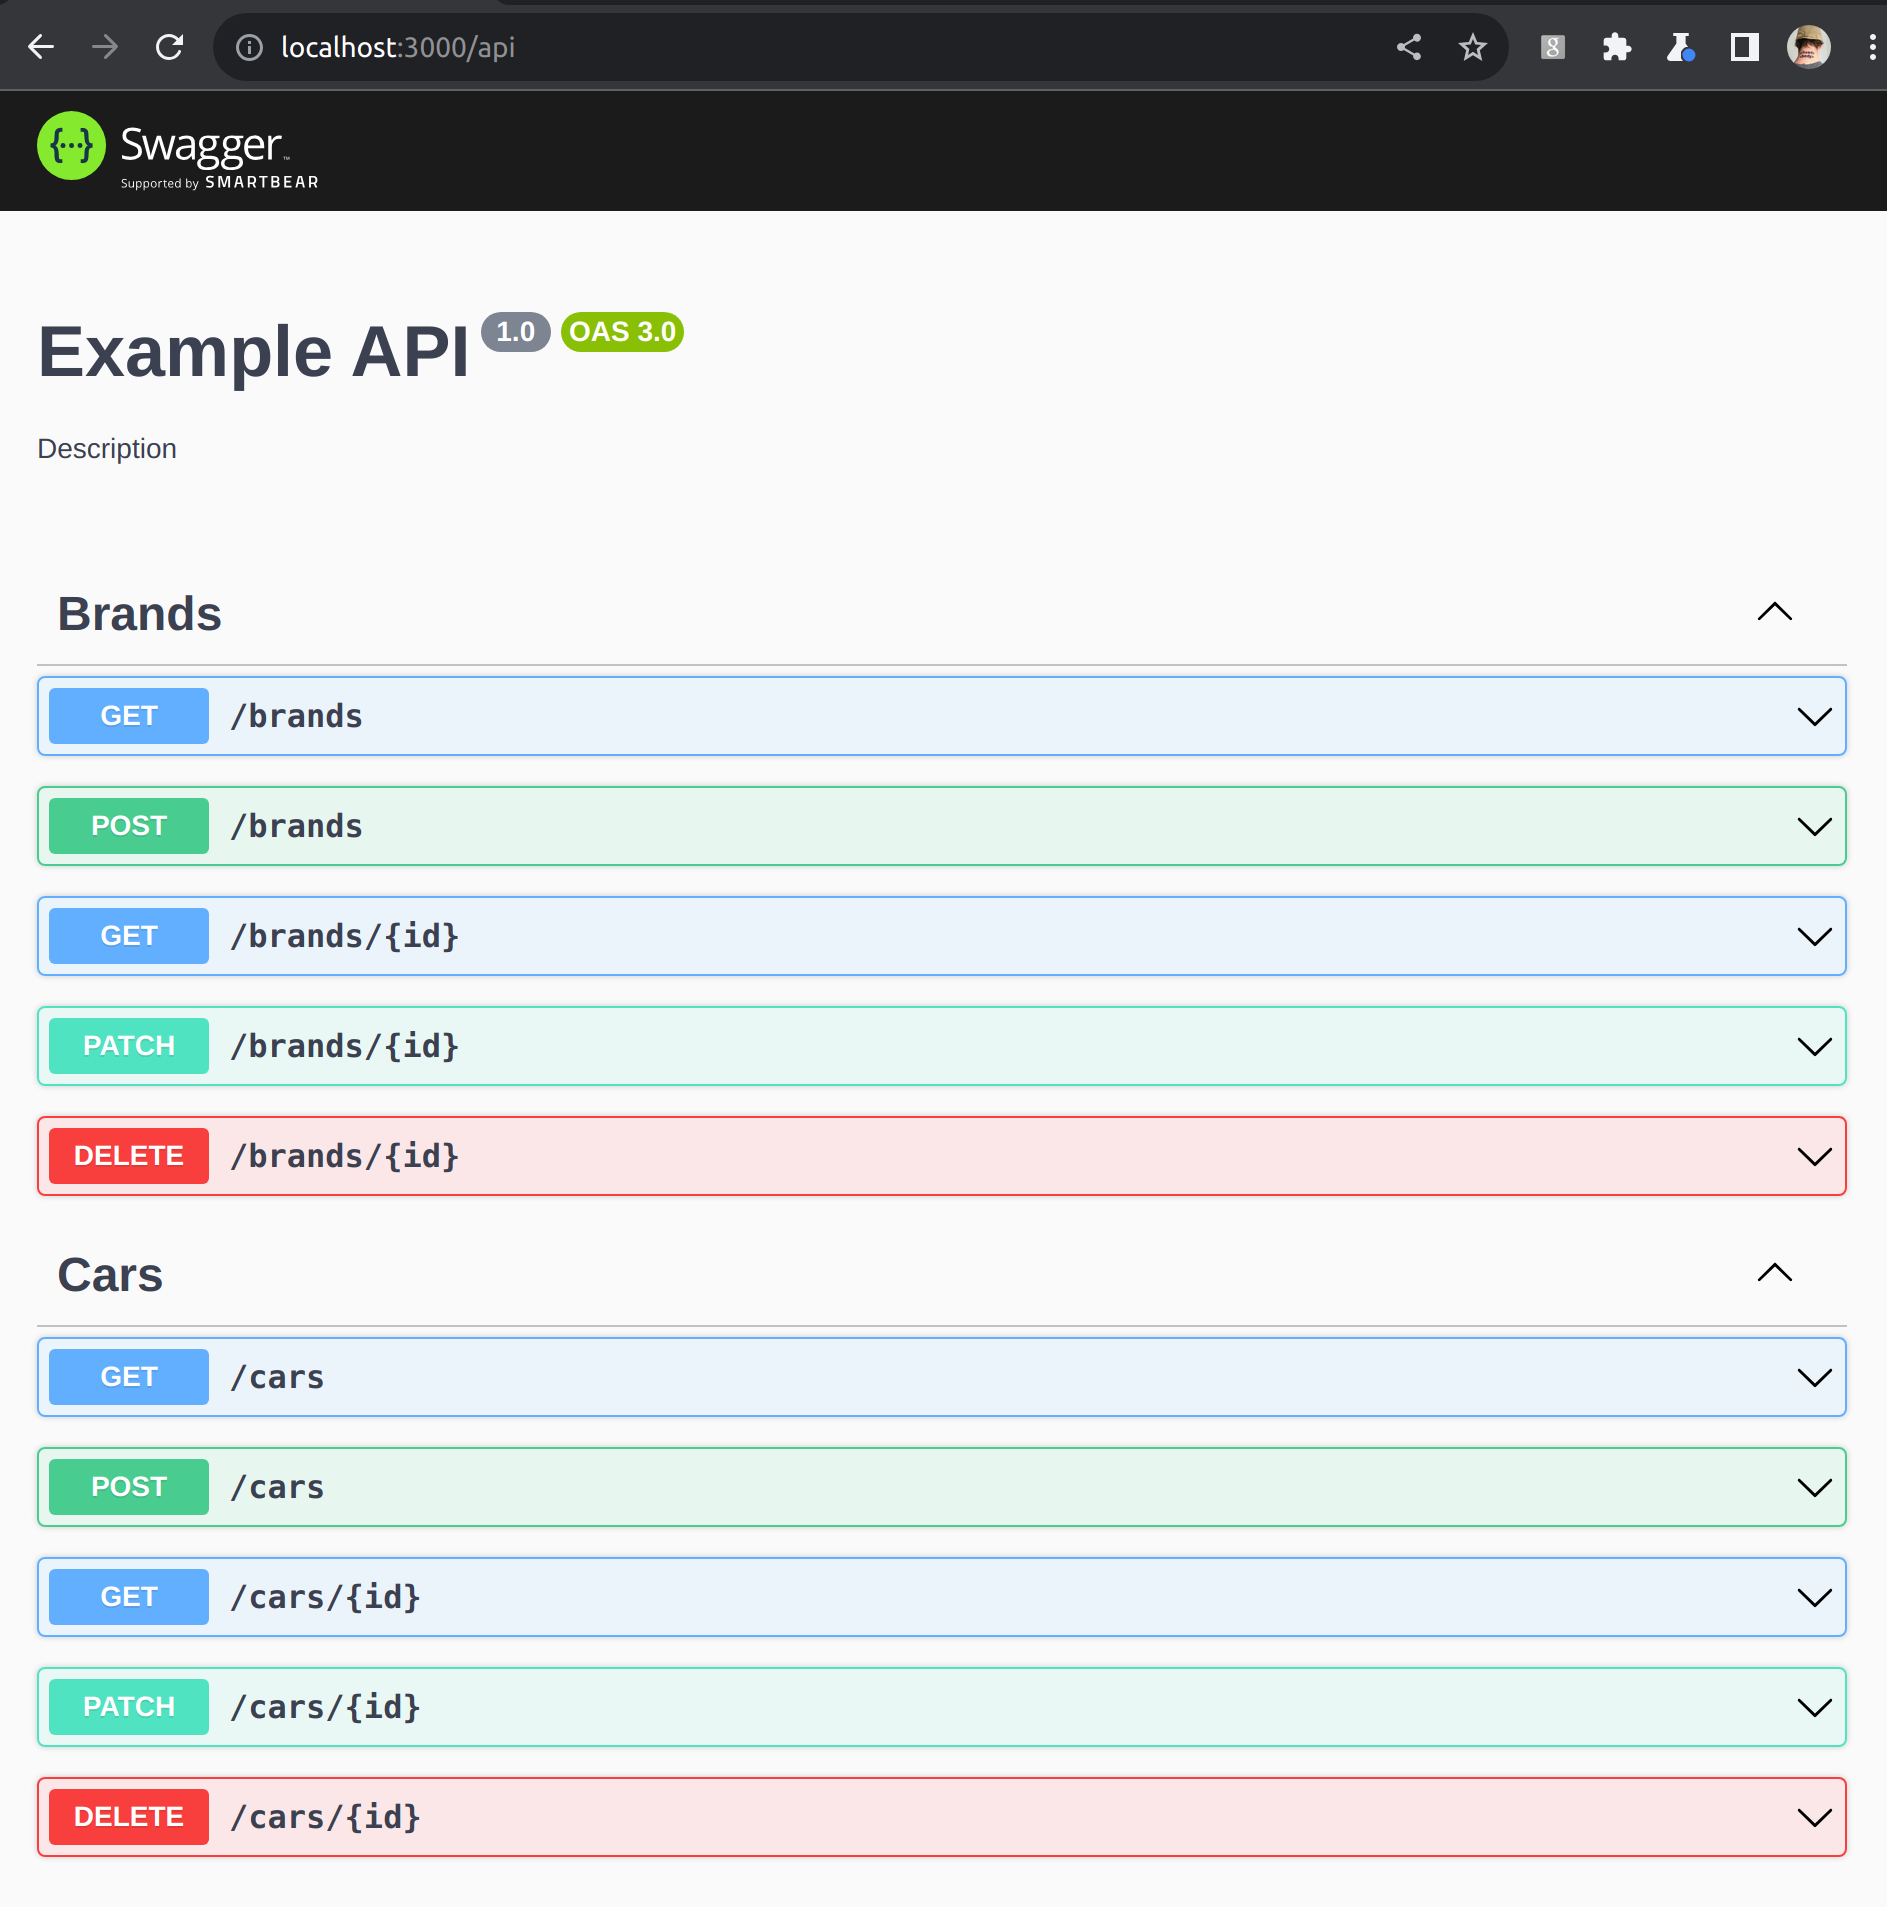 localhost:3000/api
g
{···} Swagger™
Supported by SMARTBEAR
Example API 1.0 OAS 3.0
Description
Brands
GET /brands
POST /brands
GET /brands/{id}
PATCH /brands/{id}
DELETE /brands/{id}
Cars
GET /cars
POST /cars
GET /cars/{id}
PATCH /cars/{id}
DELETE /cars/{id}